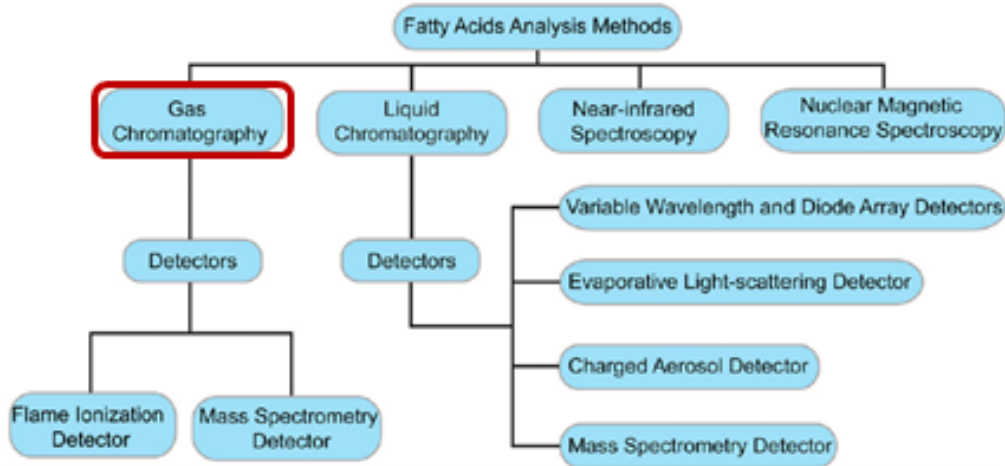 Fatty Acids Analysis Methods
Gas
Chromatography
Liquid
Chromatography
Near-infrared
Spectroscopy
Nuclear Magnetic
Resonance Spectroscopy
Detectors
Flame Ionization
Detector
Mass Spectrometry
Detector
Detectors
Variable Wavelength and Diode Array Detectors
Evaporative Light-scattering Detector
Charged Aerosol Detector
Mass Spectrometry Detector